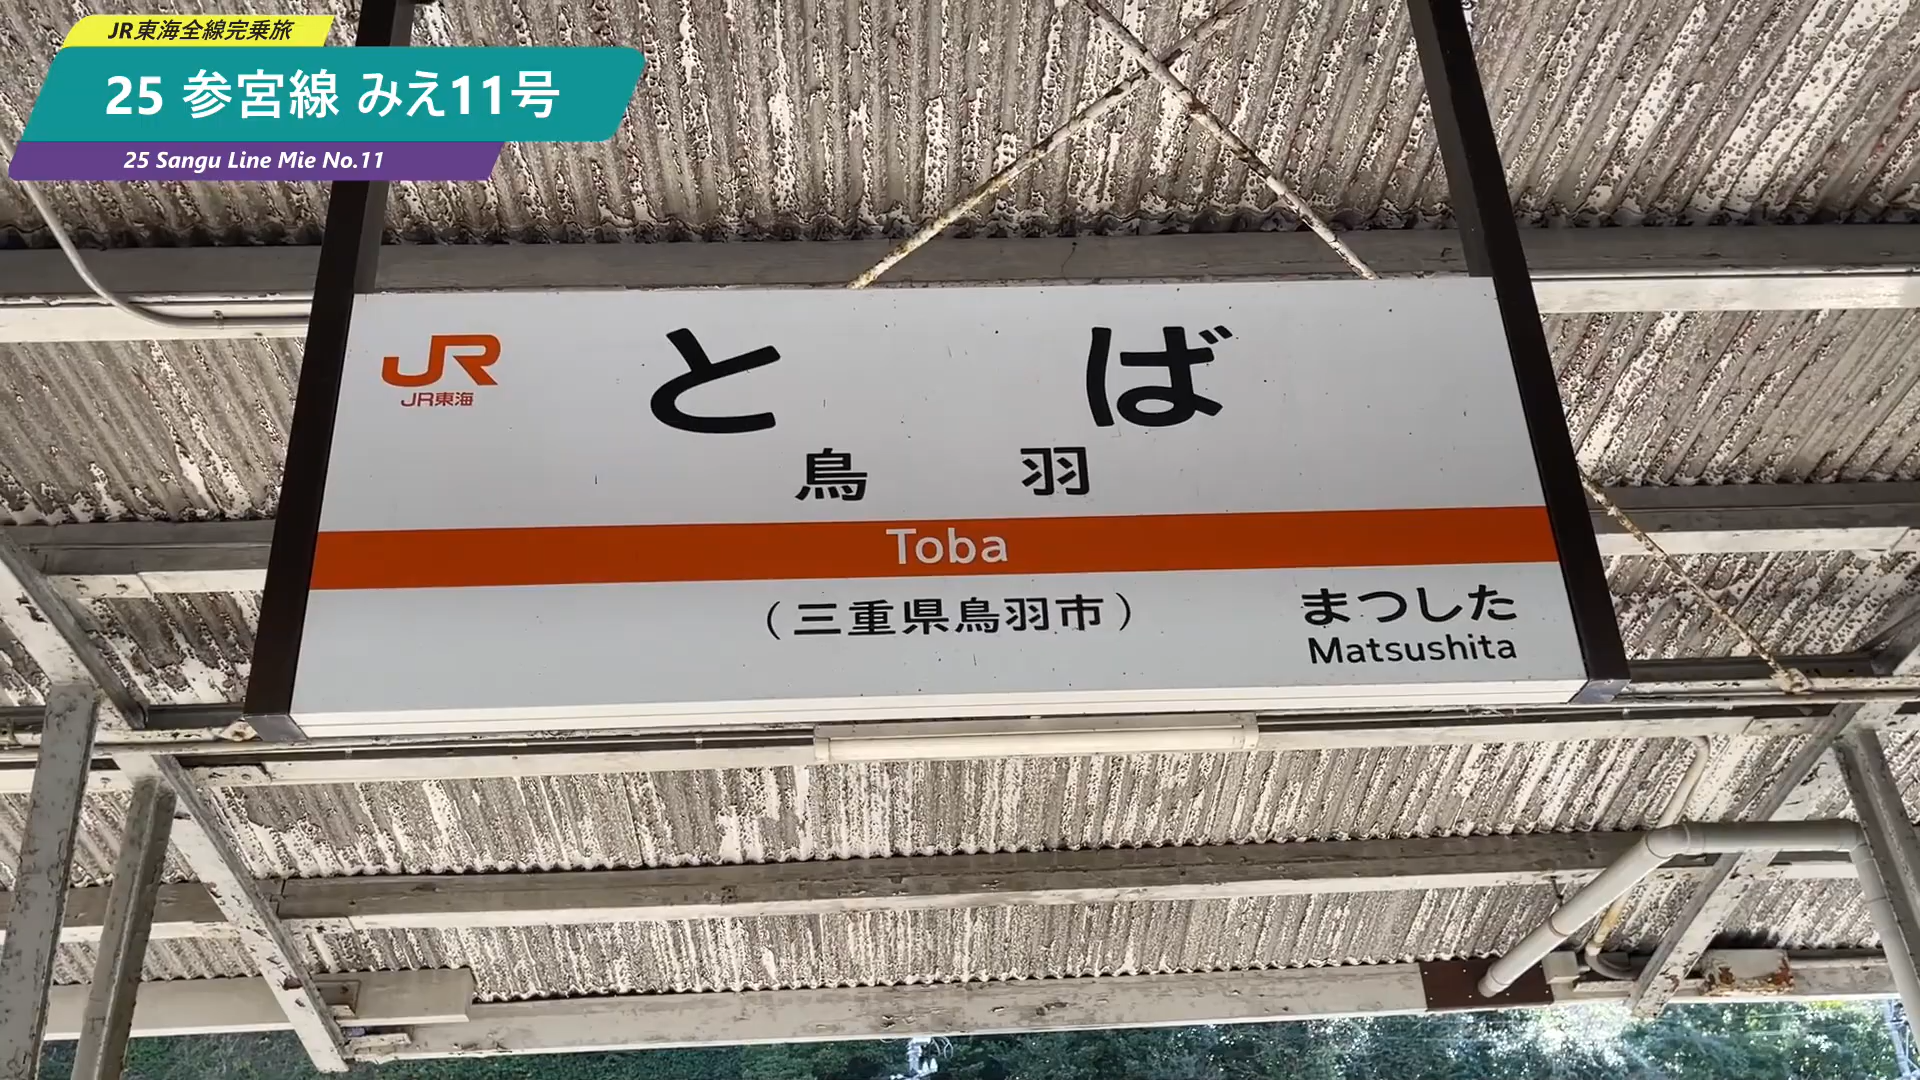 JR東海全線完乗旅
25 参宮線 みえ11号
25 Sangu Line Mie No.11
JR
JR東海
とば
鳥羽
Toba
(三重県鳥羽市)
まつした
Matsushita